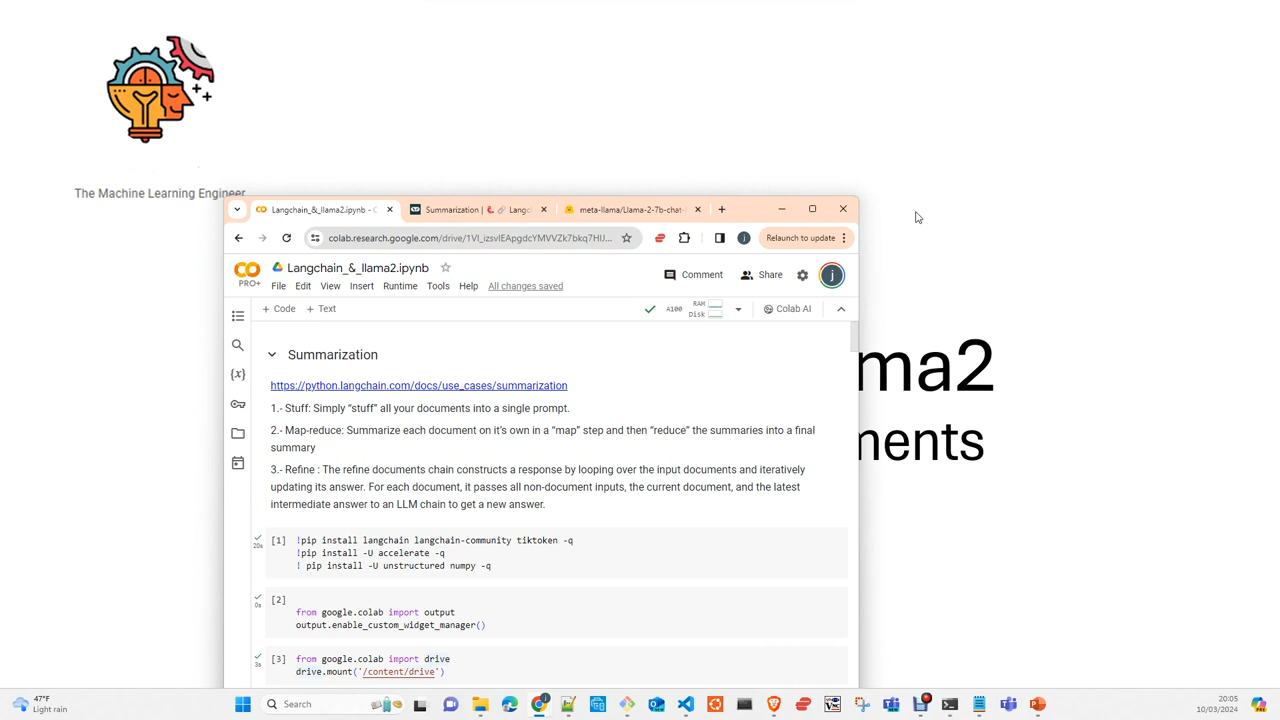 The Machine Learning Engineer
ma2
ments
Langchain_&_llama2.ipynb - C
Summarization | 🦜️🔗 Langc
meta-llama/Llama-2-7b-chat-
colab.research.google.com/drive/1Vl_izsvlEApgdcYMVVZk7bkq7HIJ...
Relaunch to update
PRO+
Langchain_&_llama2.ipynb
Comment
Share
j
File Edit View Insert Runtime Tools Help All changes saved
+ Code + Text
A100
RAM
Disk
Colab AI
Summarization
https://python.langchain.com/docs/use_cases/summarization
1.- Stuff: Simply “stuff” all your documents into a single prompt.
2.- Map-reduce: Summarize each document on it’s own in a “map” step and then “reduce” the summaries into a final
summary
3.- Refine : The refine documents chain constructs a response by looping over the input documents and iteratively
updating its answer. For each document, it passes all non-document inputs, the current document, and the latest
intermediate answer to an LLM chain to get a new answer.
20s
[1] !pip install langchain langchain-community tiktoken -q
!pip install -U accelerate -q
! pip install -U unstructured numpy -q
0s
[2]
from google.colab import output
output.enable_custom_widget_manager()
3s
[3] from google.colab import drive
drive.mount('/content/drive')
47°F
Light rain
Search
20:05
10/03/2024